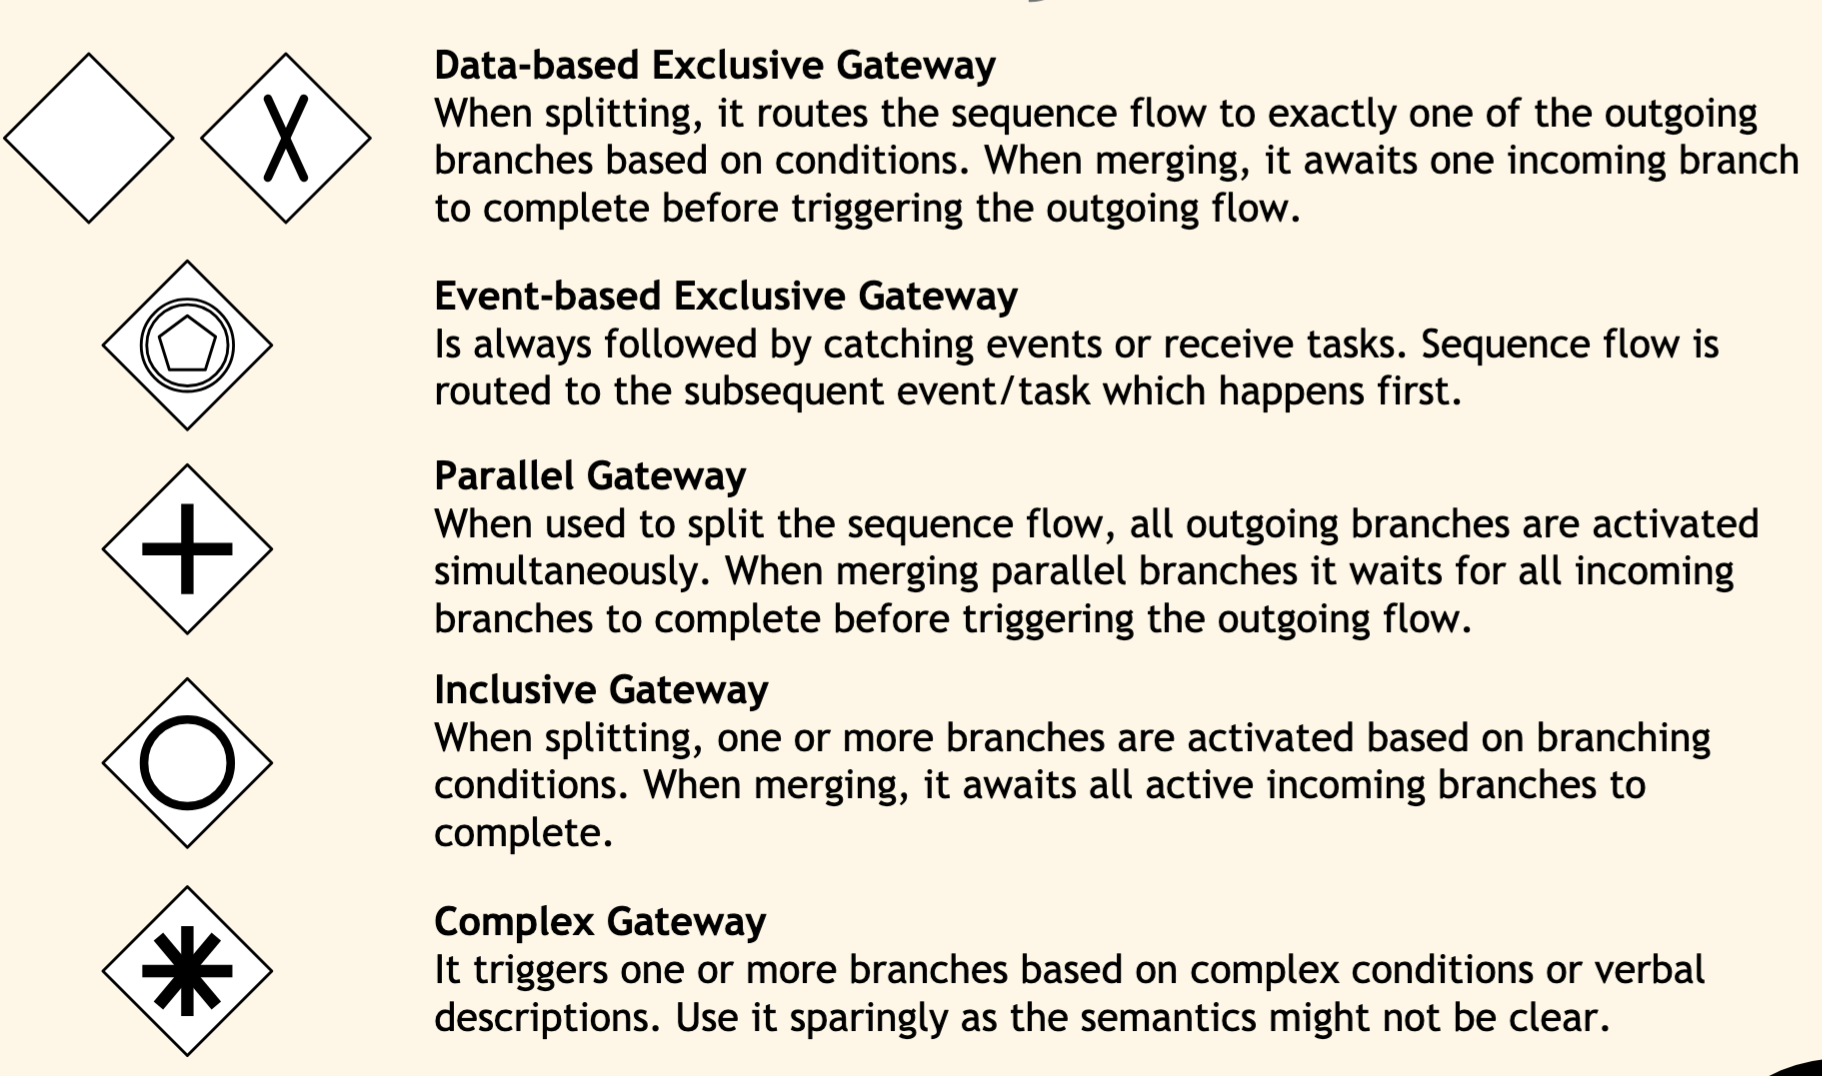 Data-based Exclusive Gateway
When splitting, it routes the sequence flow to exactly one of the outgoing
branches based on conditions. When merging, it awaits one incoming branch
to complete before triggering the outgoing flow.
Event-based Exclusive Gateway
Is always followed by catching events or receive tasks. Sequence flow is
routed to the subsequent event/task which happens first.
Parallel Gateway
When used to split the sequence flow, all outgoing branches are activated
simultaneously. When merging parallel branches it waits for all incoming
branches to complete before triggering the outgoing flow.
Inclusive Gateway
When splitting, one or more branches are activated based on branching
conditions. When merging, it awaits all active incoming branches to
complete.
Complex Gateway
It triggers one or more branches based on complex conditions or verbal
descriptions. Use it sparingly as the semantics might not be clear.